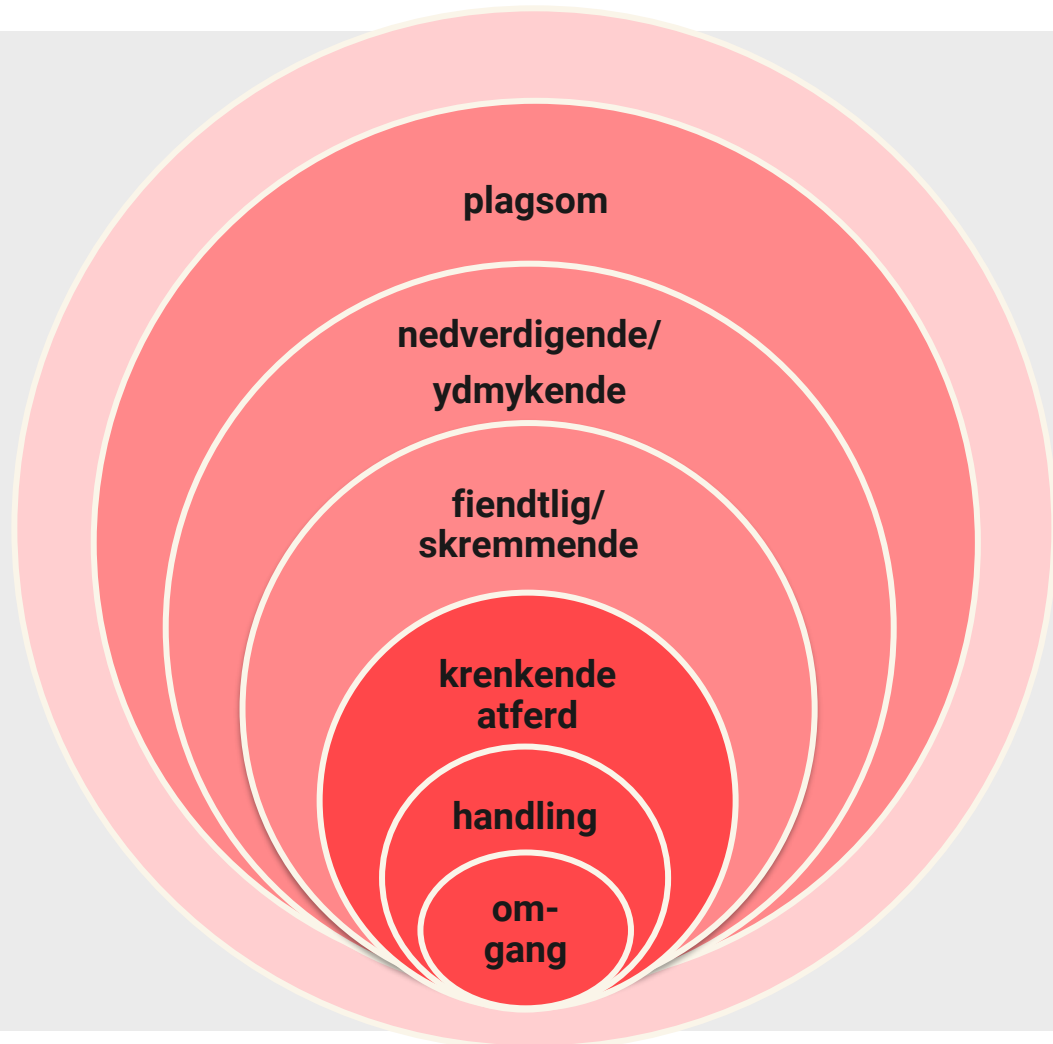 plagsom
nedverdigende/
ydmykende
fiendtlig/
skremmende
krenkende
atferd
handling
om-
gang